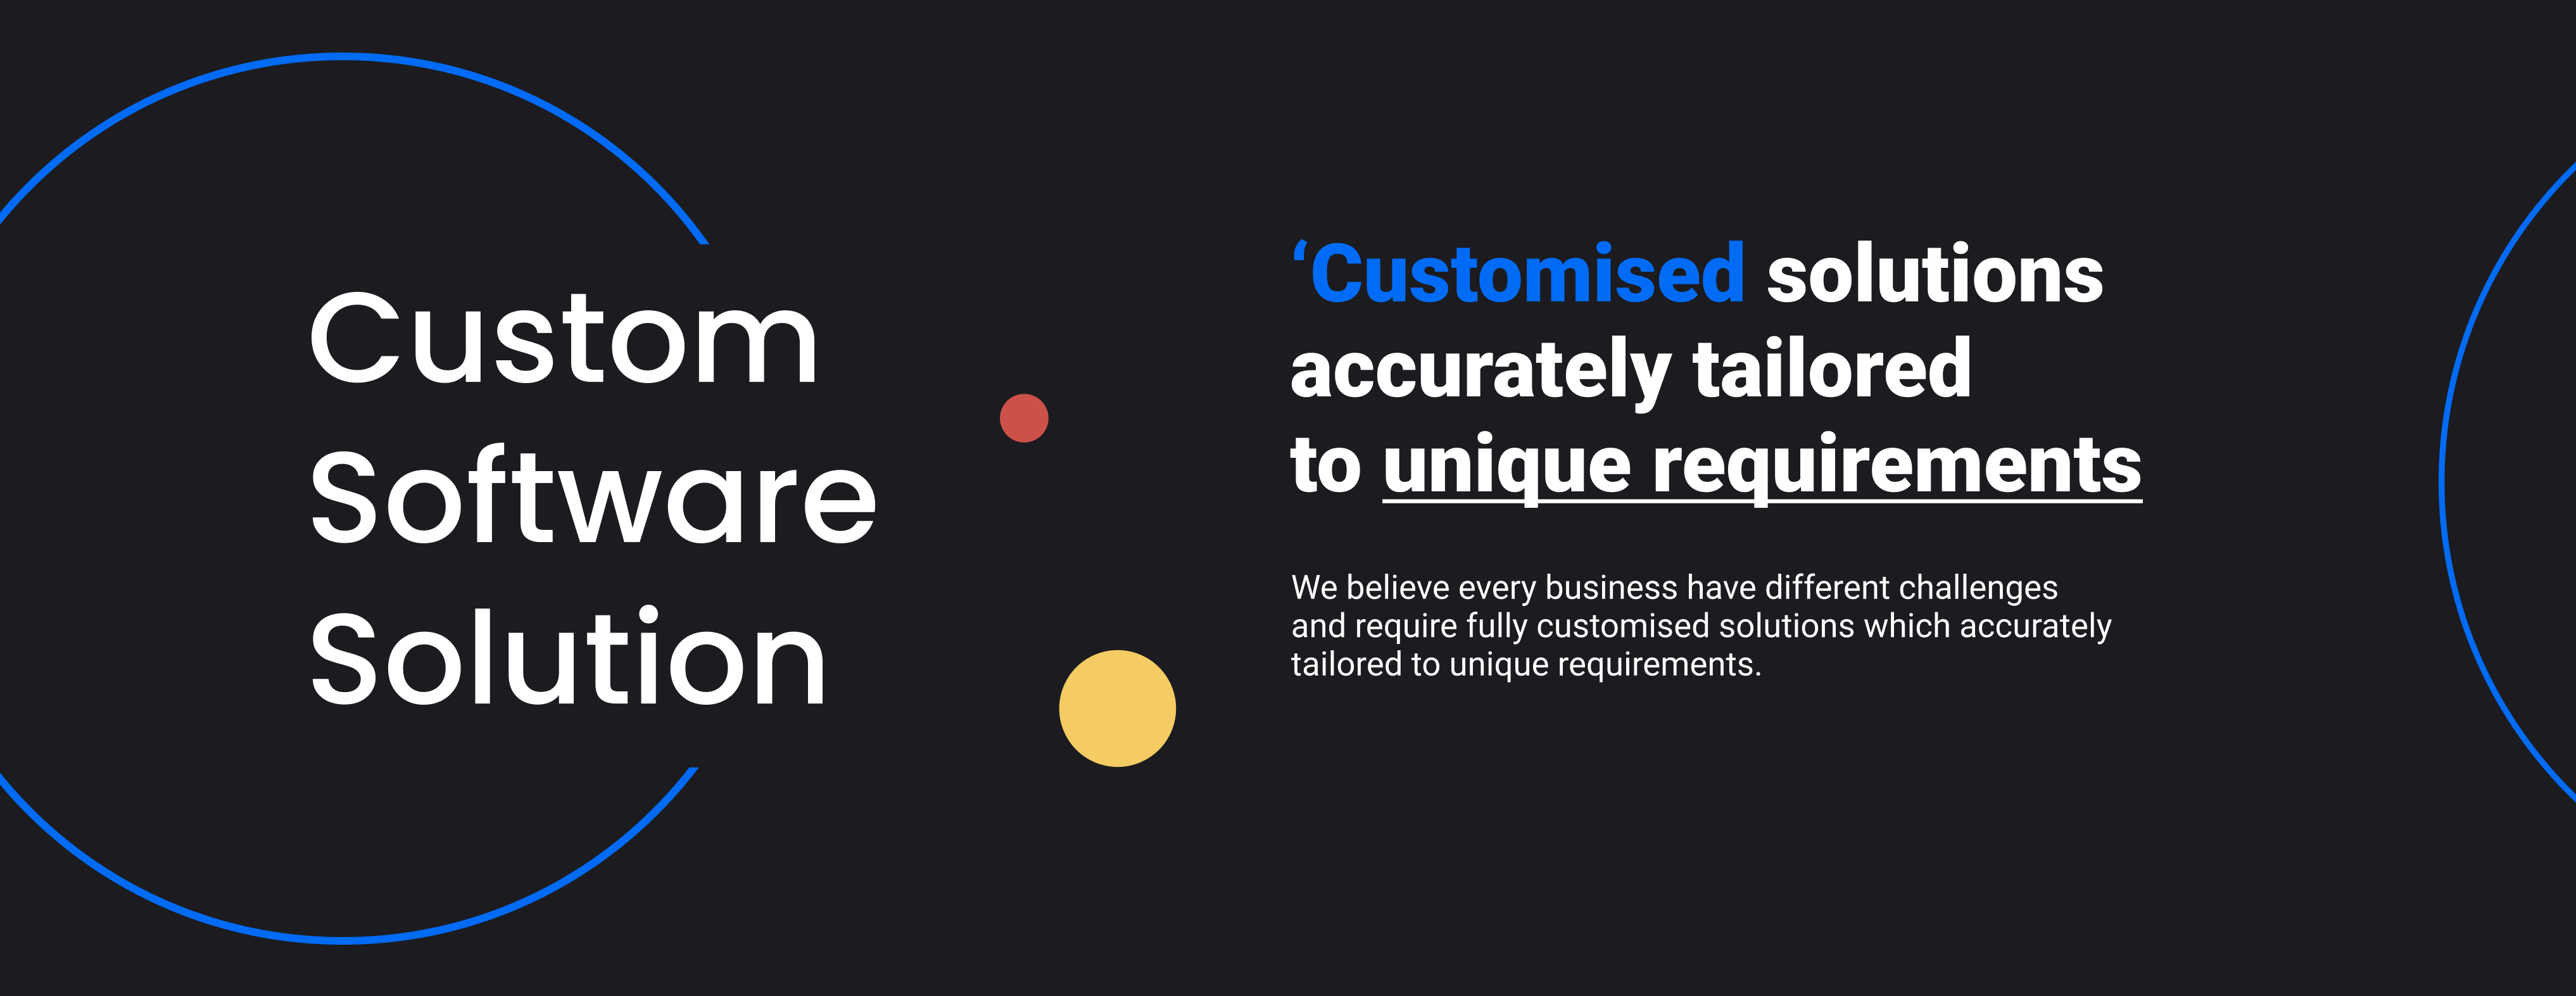 Custom
Software
Solution
‘Customised solutions
accurately tailored
to unique requirements
We believe every business have different challenges
and require fully customised solutions which accurately
tailored to unique requirements.